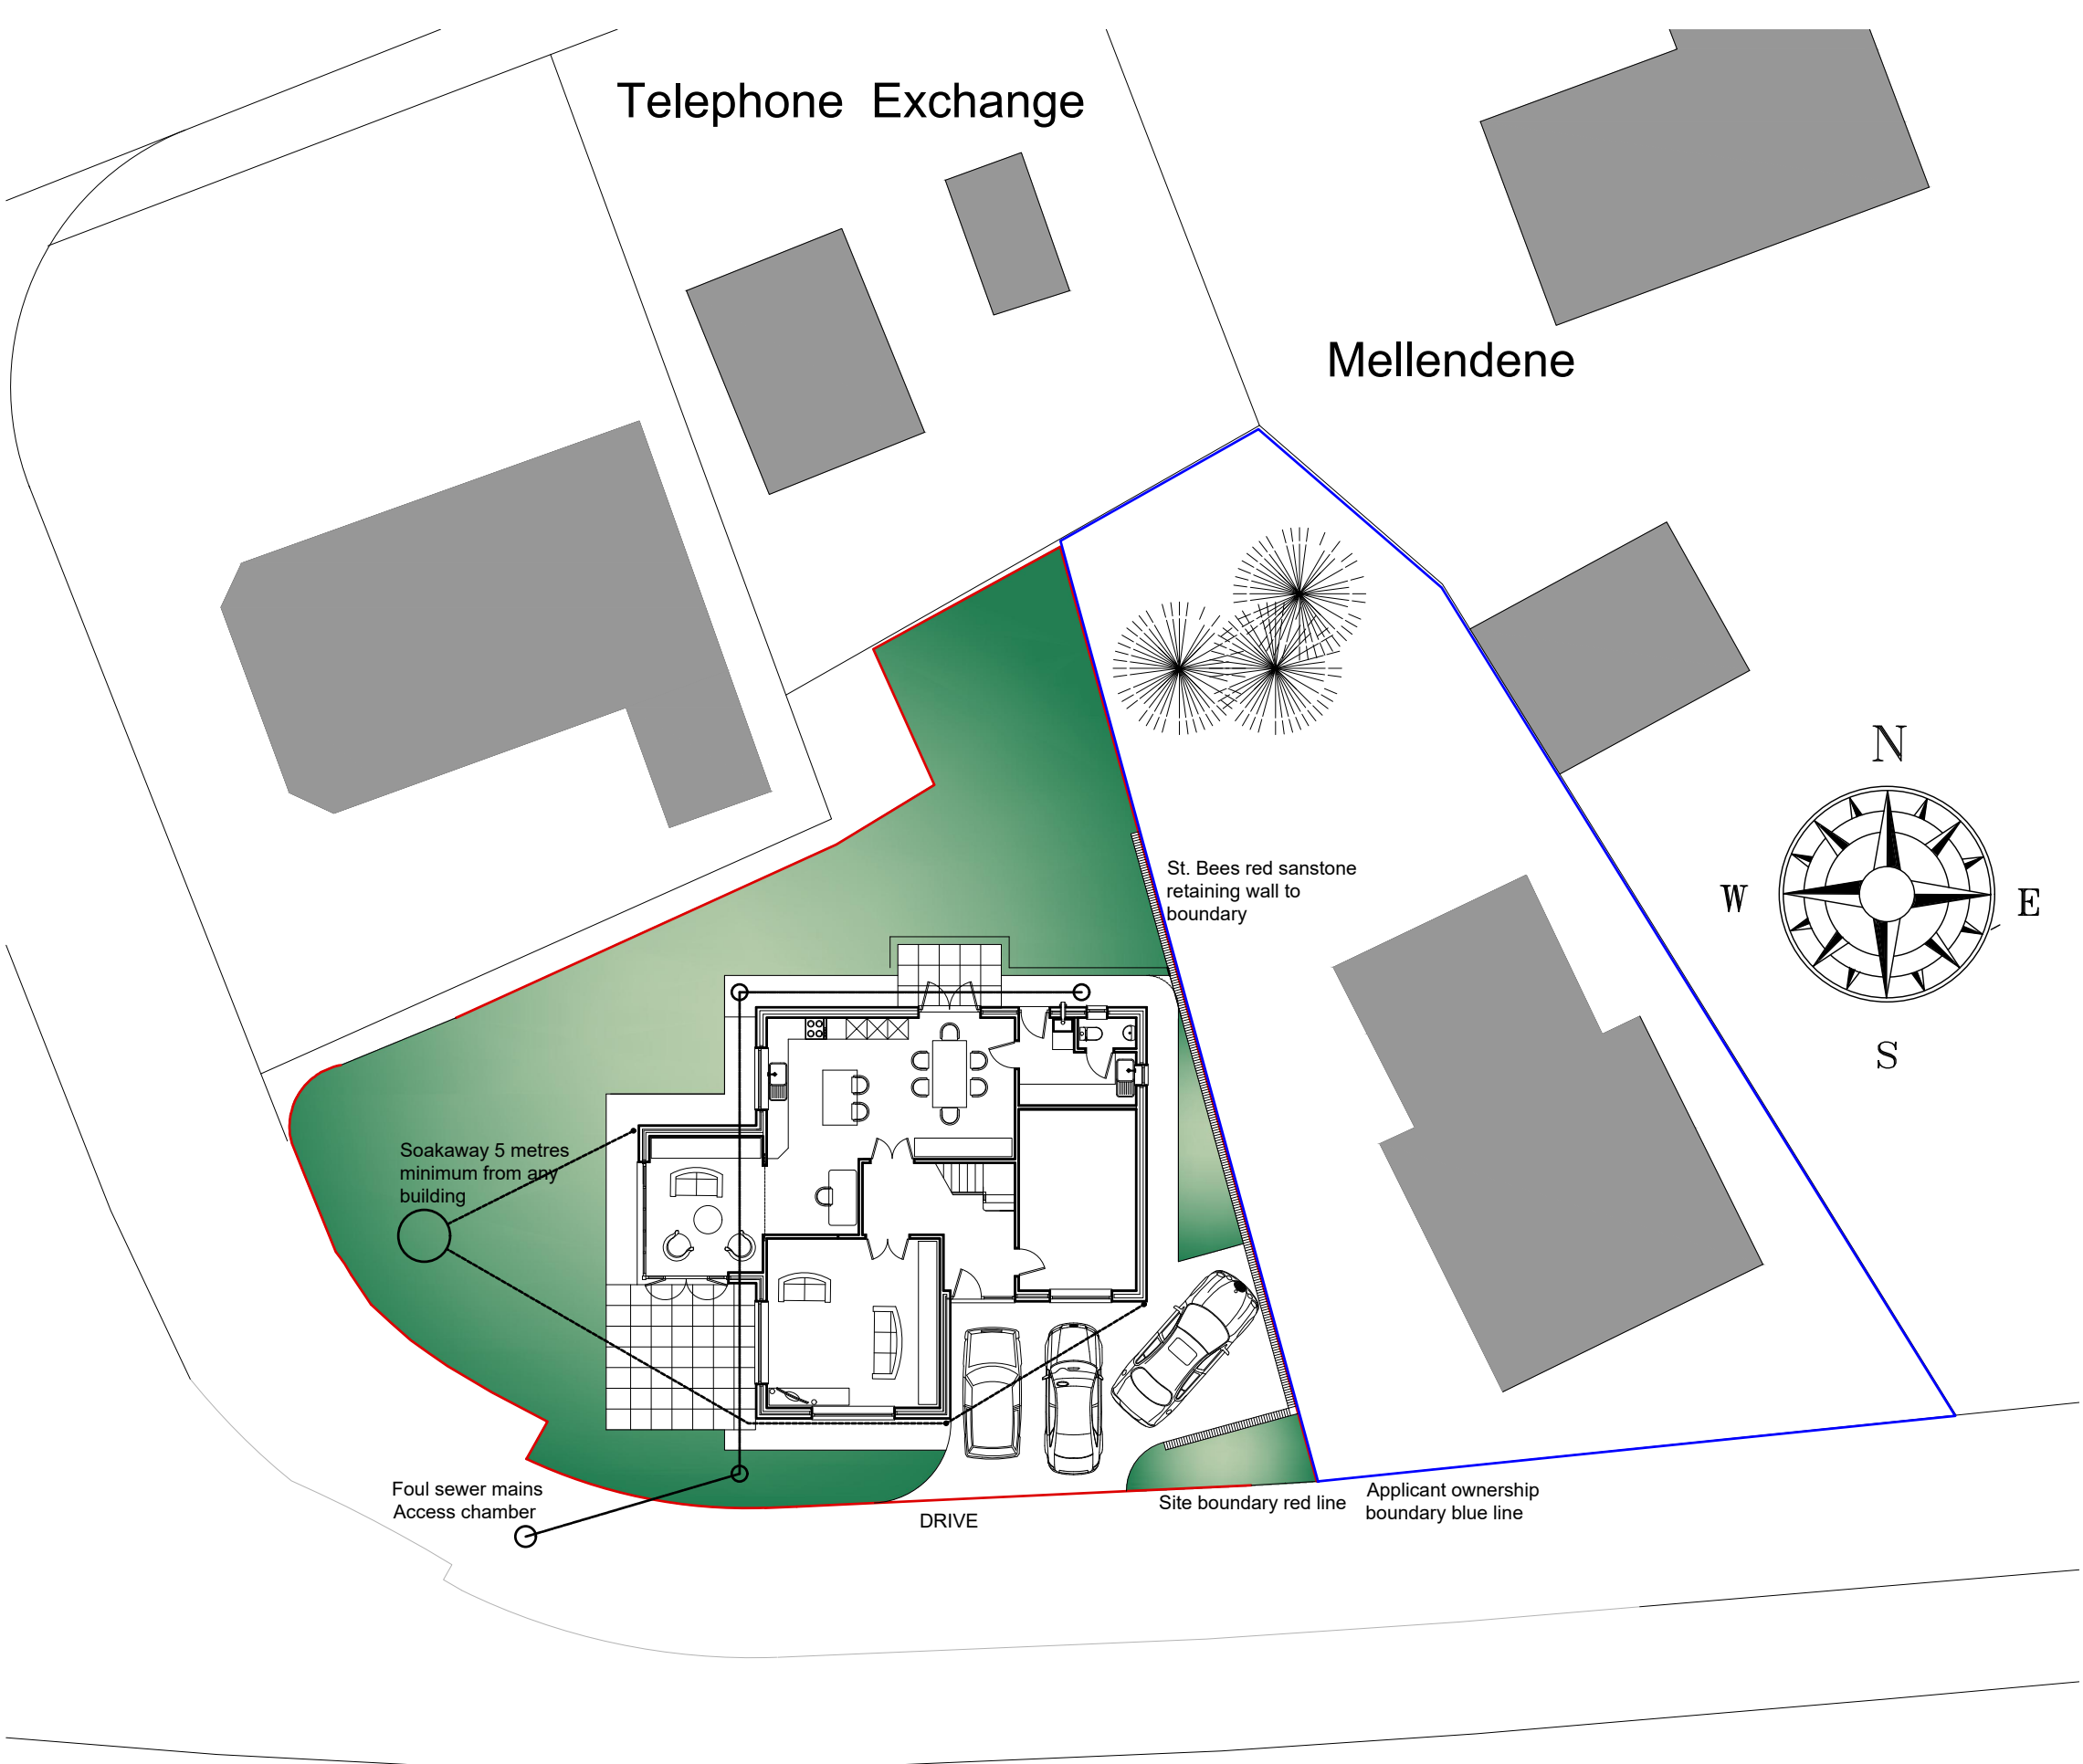 Telephone Exchange
Mellendene
St. Bees red sanstone
retaining wall to
boundary
N
W
E
S
Soakaway 5 metres
minimum from any
building
Foul sewer mains
Access chamber
DRIVE
Site boundary red line
Applicant ownership
boundary blue line